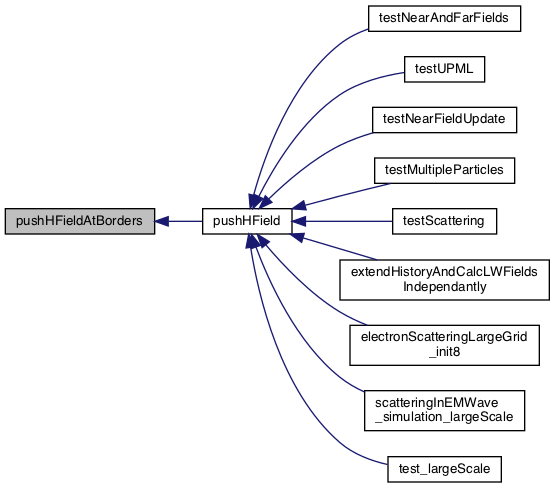 testNearAndFarFields
testUPML
testNearFieldUpdate
testMultipleParticles
pushHFieldAtBorders
pushHField
testScattering
extendHistoryAndCalcLWFields
Independantly
electronScatteringLargeGrid
_init8
scatteringInEMWave
_simulation_largeScale
test_largeScale